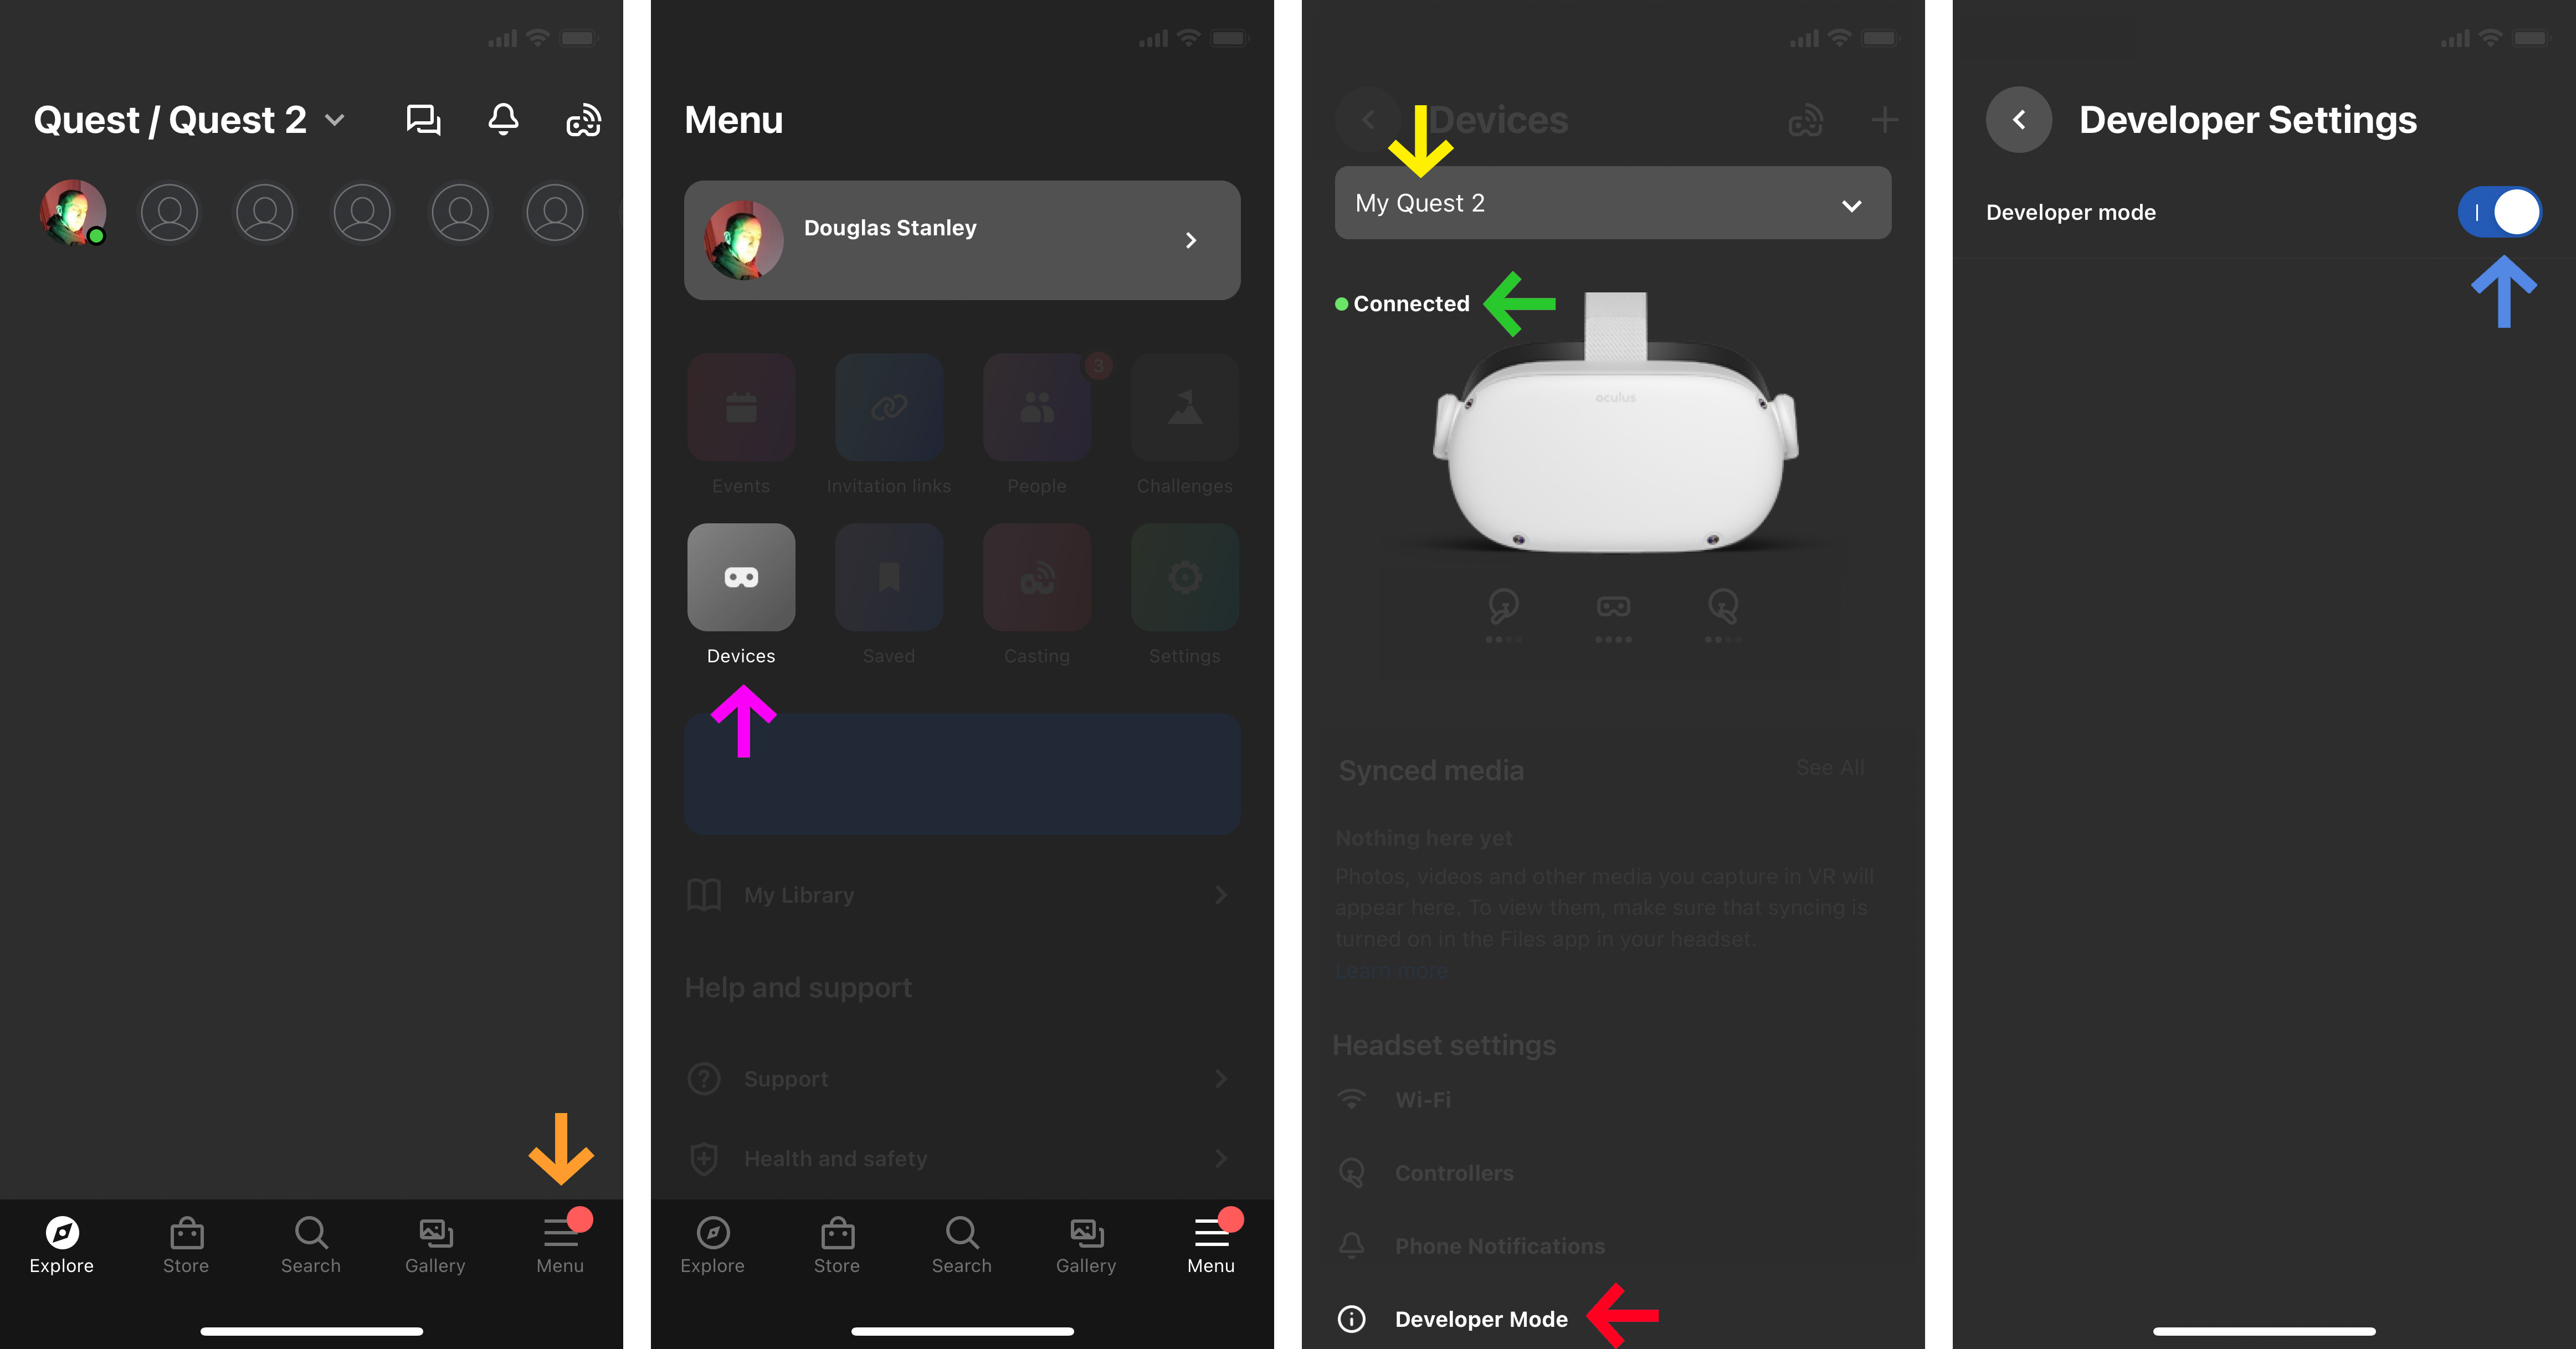 Quest / Quest 2
Explore
Store
Search
Gallery
Menu
Menu
Douglas Stanley
3
Events
Invitation links
People
Challenges
Devices
Saved
Casting
Settings
My Library
Help and support
Support
Health and safety
Explore
Store
Search
Gallery
Menu
Devices
My Quest 2
Connected
oculus
Synced media
See All
Nothing here yet
Photos, videos and other media you capture in VR will
appear here. To view them, make sure that syncing is
turned on in the Files app in your headset.
Learn more
Headset settings
Wi-Fi
Controllers
Phone Notifications
Developer Mode
Developer Settings
Developer mode